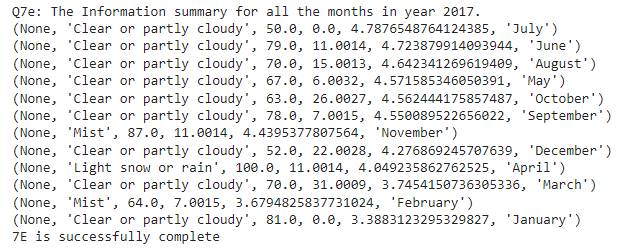 Q7e: The Information summary for all the months in year 2017.
(None, 'Clear or partly cloudy', 50.0, 0.0, 4.7876548764124385, 'July')
(None, 'Clear or partly cloudy', 79.0, 11.0014, 4.723879914093944, 'June')
(None, 'Clear or partly cloudy', 70.0, 15.0013, 4.642341269619409, 'August')
(None, 'Clear or partly cloudy', 67.0, 6.0032, 4.571585346050391, 'May')
(None, 'Clear or partly cloudy', 63.0, 26.0027, 4.562444175857487, 'October')
(None, 'Clear or partly cloudy', 78.0, 7.0015, 4.550089522656022, 'September')
(None, 'Mist', 87.0, 11.0014, 4.4395377807564, 'November')
(None, 'Clear or partly cloudy', 52.0, 22.0028, 4.276869245707639, 'December')
(None, 'Light snow or rain', 100.0, 11.0014, 4.049235862762525, 'April')
(None, 'Clear or partly cloudy', 70.0, 31.0009, 3.7454150736305336, 'March')
(None, 'Mist', 64.0, 7.0015, 3.6794825837731024, 'February')
(None, 'Clear or partly cloudy', 81.0, 0.0, 3.3883123295329827, 'January')
7E is successfully complete